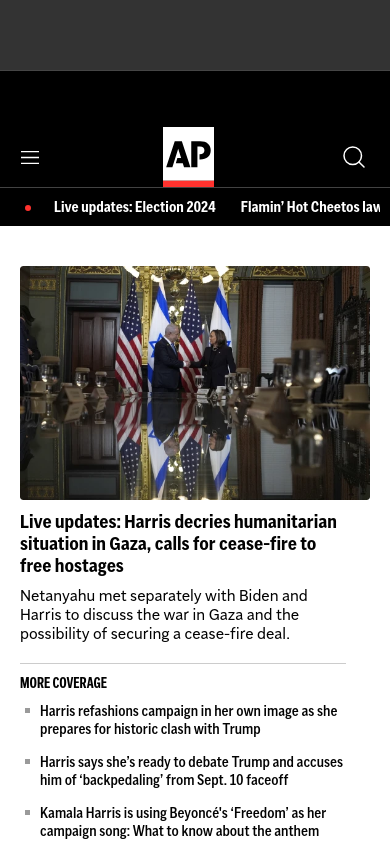 AP
Live updates: Election 2024 Flamin' Hot Cheetos law
Live updates: Harris decries humanitarian
situation in Gaza, calls for cease-fire to
free hostages
Netanyahu met separately with Biden and
Harris to discuss the war in Gaza and the
possibility of securing a cease-fire deal.
MORE COVERAGE
Harris refashions campaign in her own image as she
prepares for historic clash with Trump
Harris says she’s ready to debate Trump and accuses
him of ‘backpedaling’ from Sept. 10 faceoff
Kamala Harris is using Beyoncé's ‘Freedom’ as her
campaign song: What to know about the anthem